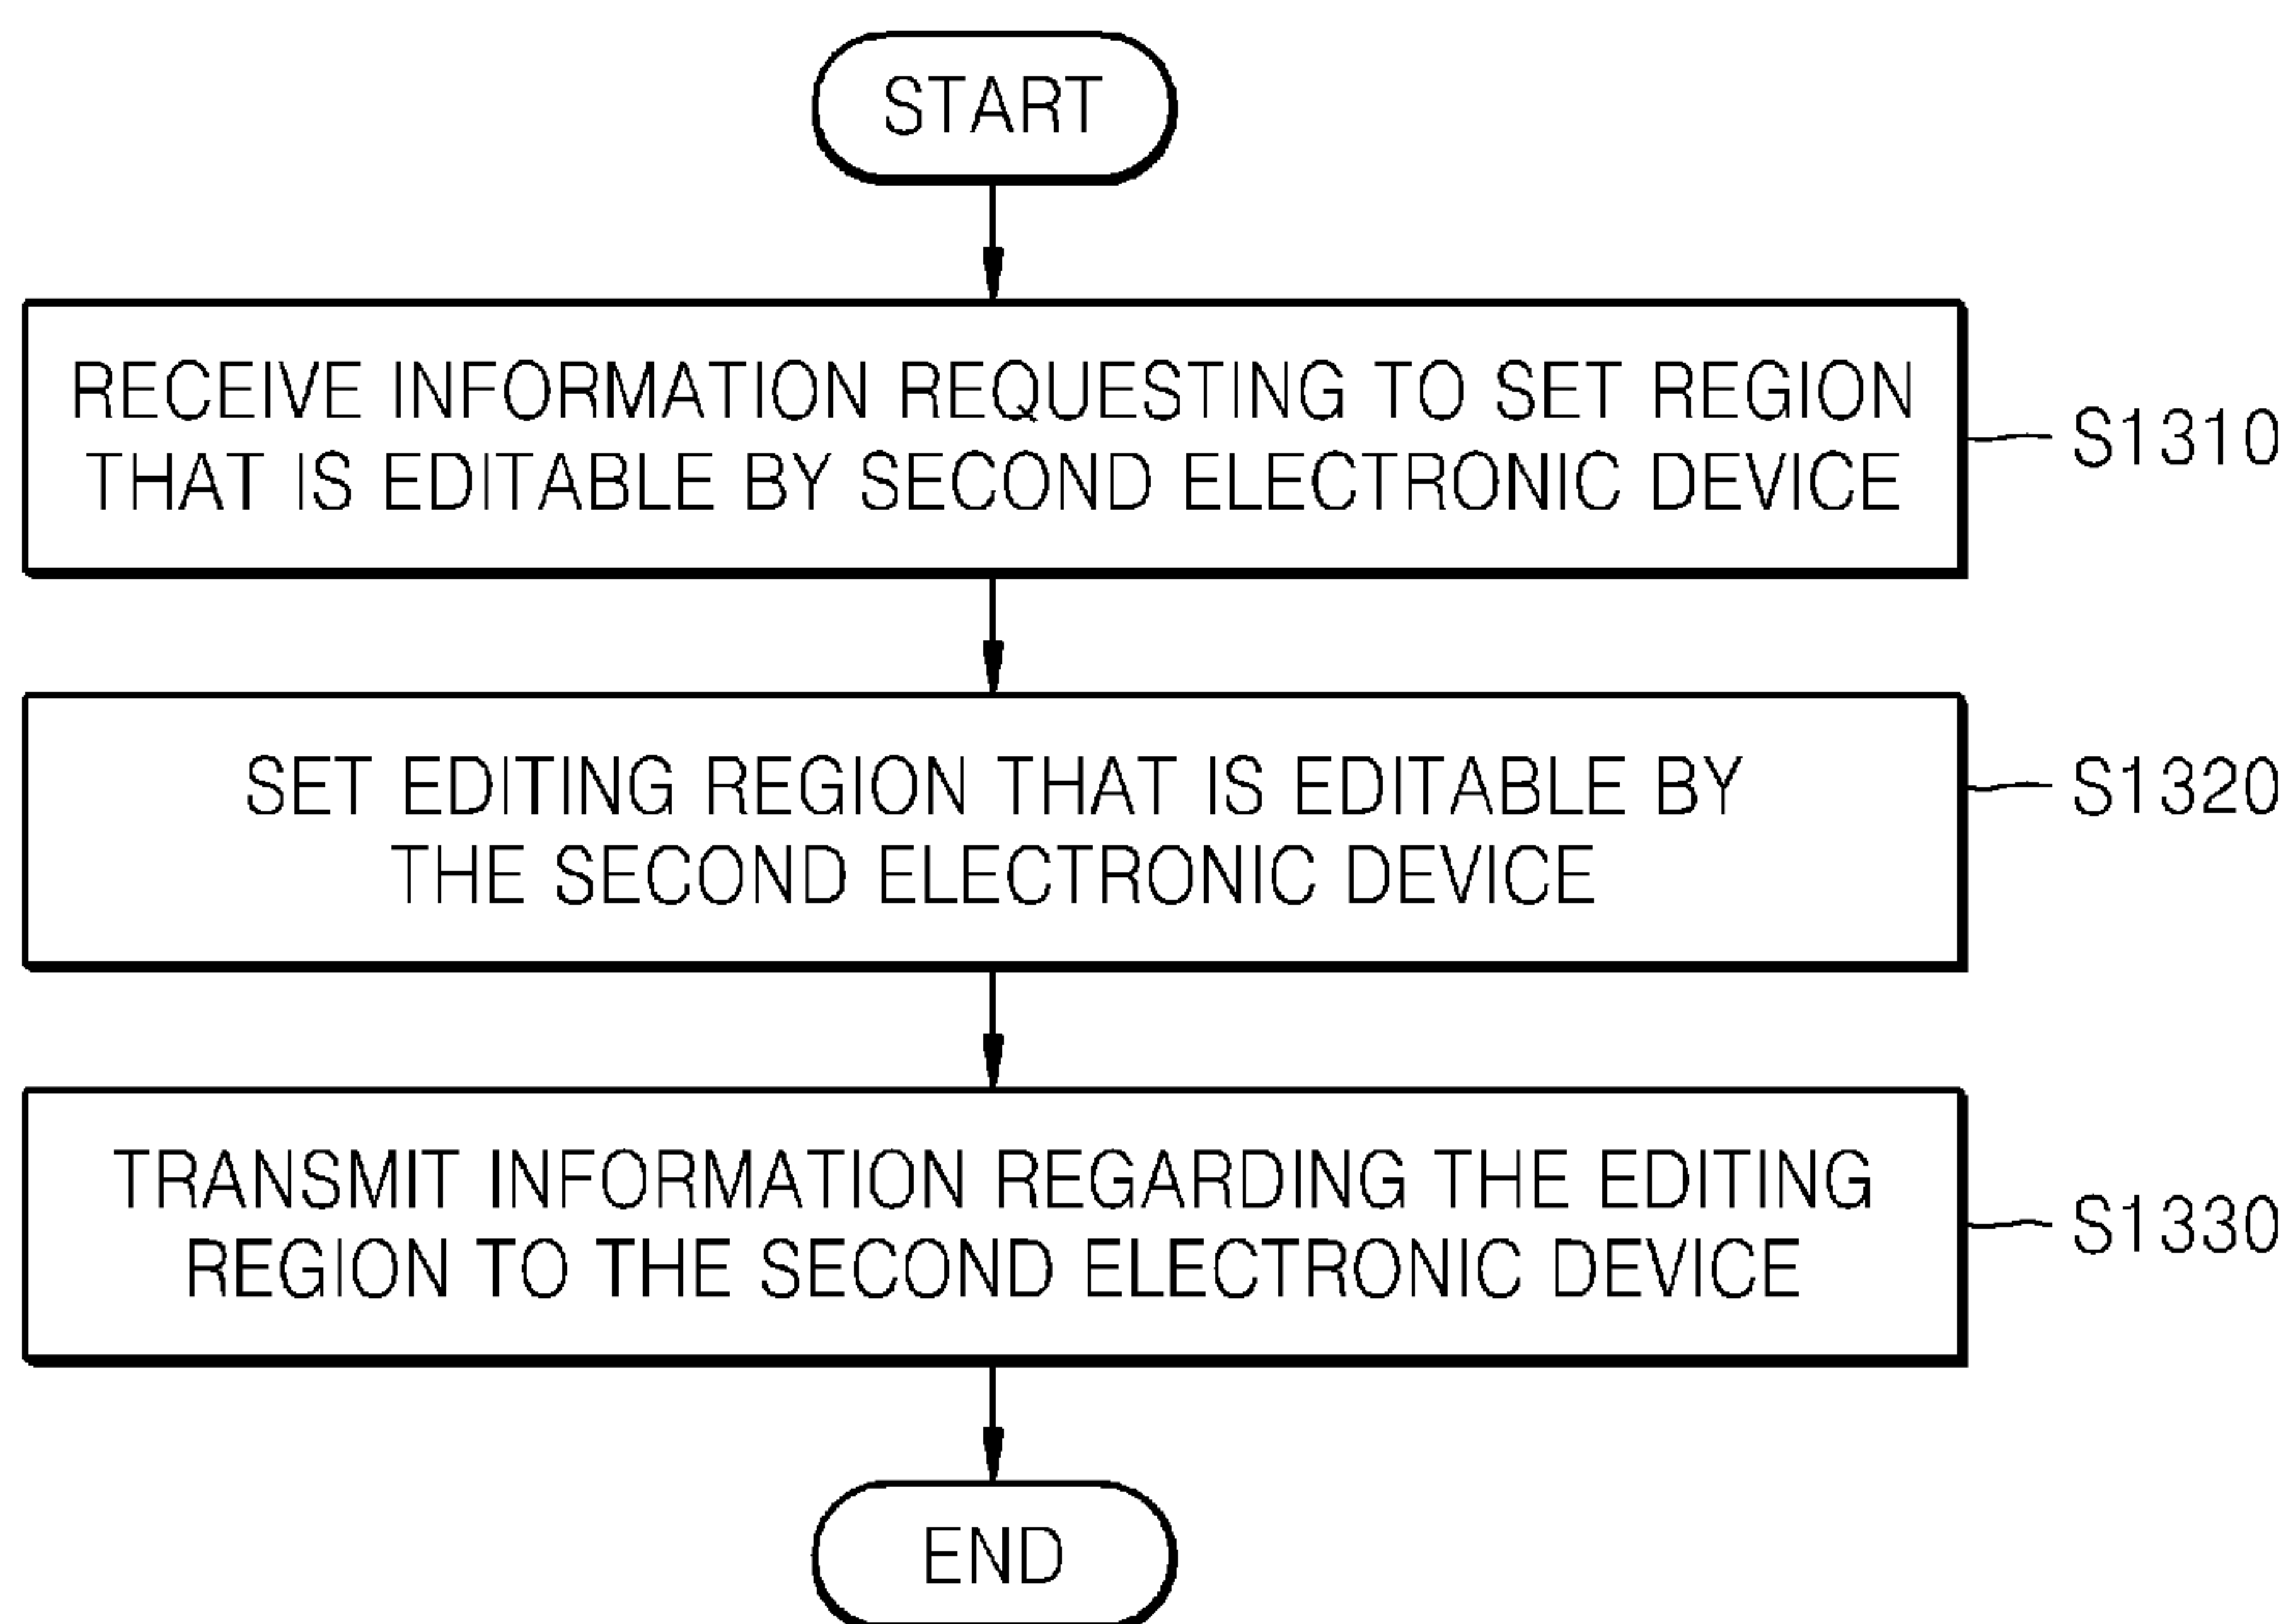 START
RECEIVE INFORMATION REQUESTING TO SET REGION
THAT IS EDITABLE BY SECOND ELECTRONIC DEVICE
S1310
SET EDITING REGION THAT IS EDITABLE BY
THE SECOND ELECTRONIC DEVICE
S1320
TRANSMIT INFORMATION REGARDING THE EDITING
REGION TO THE SECOND ELECTRONIC DEVICE
S1330
END